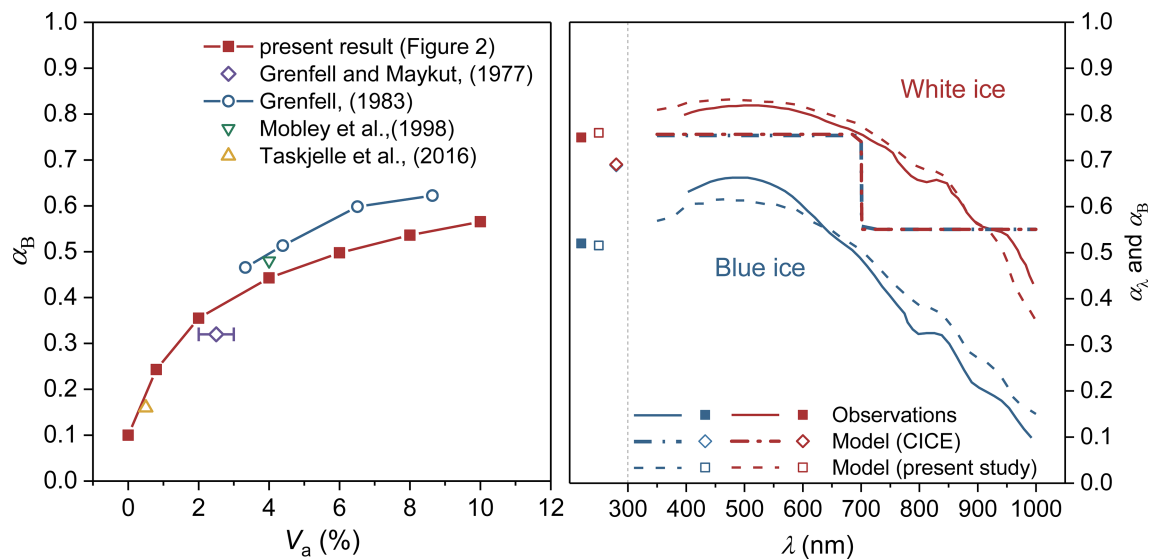 1.0
0.9
0.8
0.7
0.6
0.5
0.4
0.3
0.2
0.1
0.0
αB
0 2 4 6 8 10 12
Va (%)
present result (Figure 2)
Grenfell and Maykut, (1977)
Grenfell, (1983)
Mobley et al.,(1998)
Taskjelle et al., (2016)
White ice
Blue ice
Observations
Model (CICE)
Model (present study)
300 400 500 600 700 800 900 1000
λ (nm)
1.0
0.9
0.8
0.7
0.6
0.5
0.4
0.3
0.2
0.1
0.0
αλ and αB